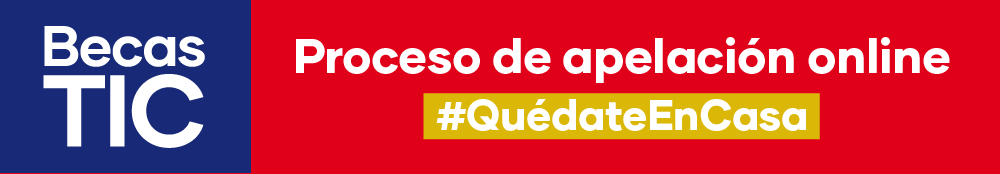 Becas
TIC
Proceso de apelación online
#QuédateEnCasa